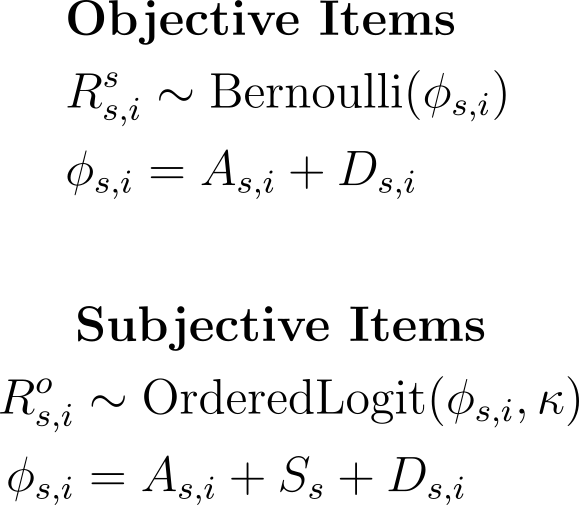 Objective Items
R^s_{s,i} ∼ Bernoulli(ϕ_{s,i})
ϕ_{s,i} = A_{s,i} + D_{s,i}
Subjective Items
R^o_{s,i} ∼ OrderedLogit(ϕ_{s,i}, κ)
ϕ_{s,i} = A_{s,i} + S_s + D_{s,i}